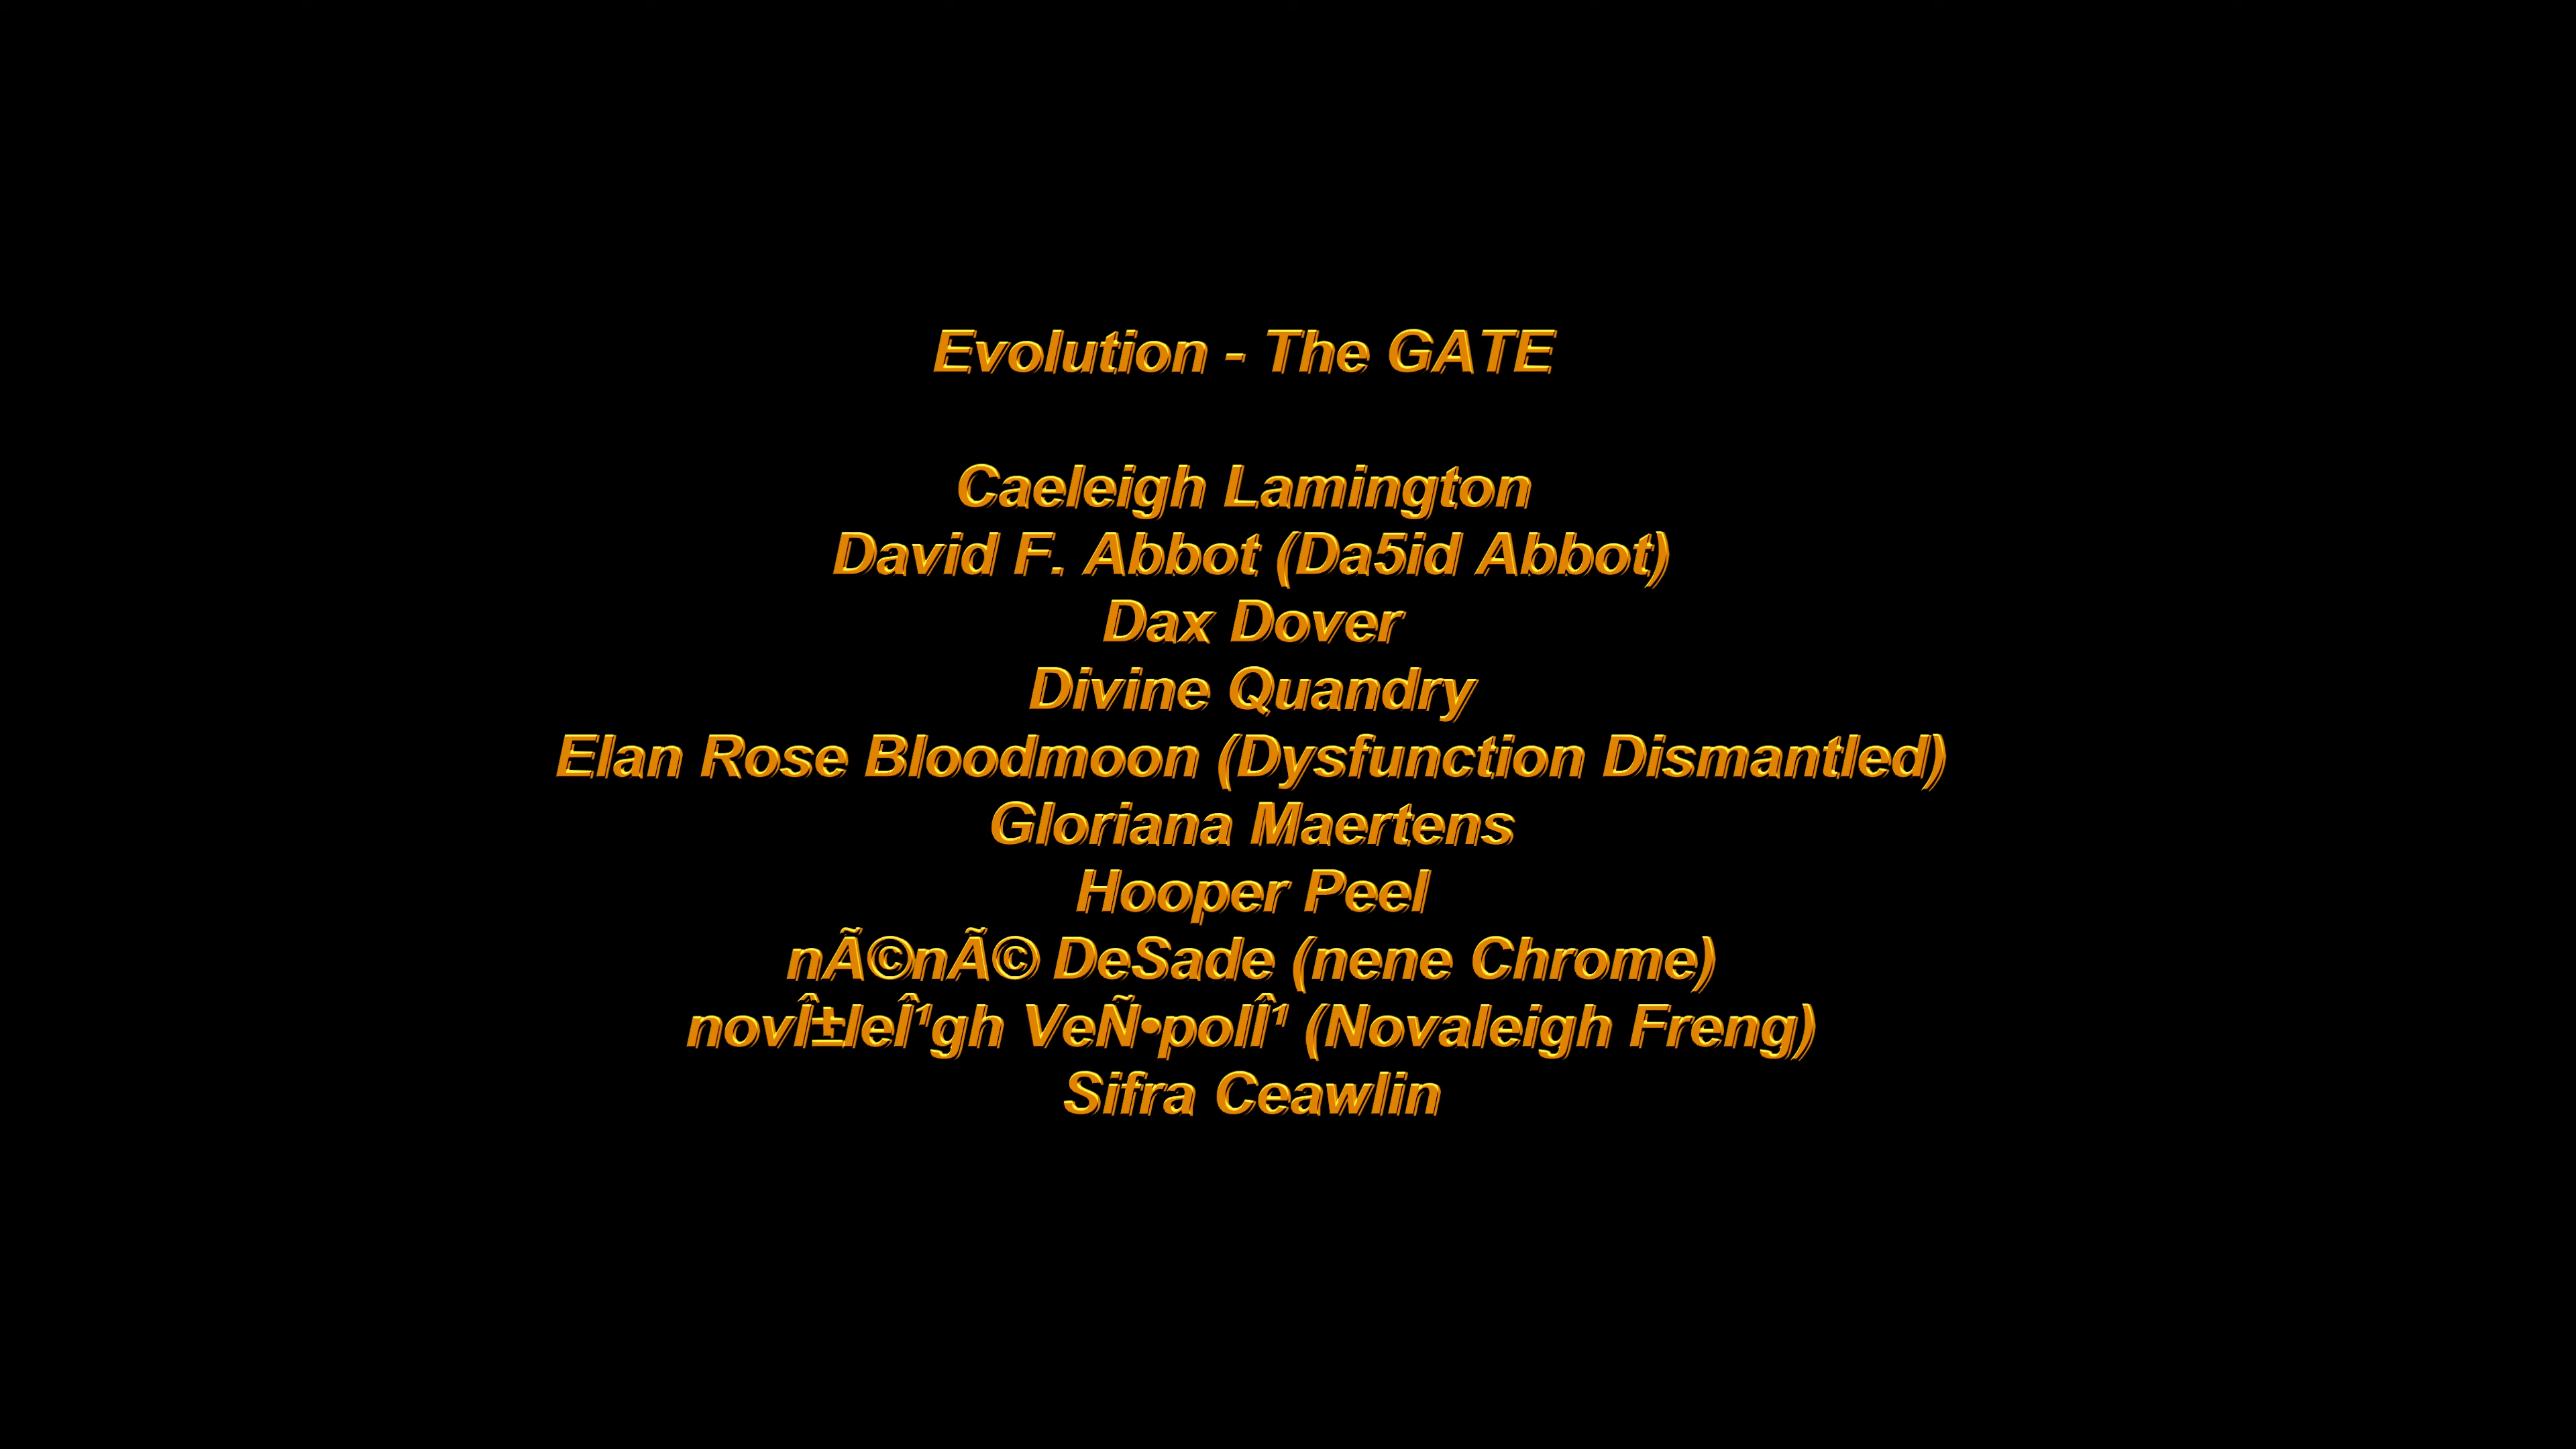 Evolution - The GATE
Caeleigh Lamington
David F. Abbot (Da5id Abbot)
Dax Dover
Divine Quandry
Elan Rose Bloodmoon (Dysfunction Dismantled)
Gloriana Maertens
Hooper Peel
nÃ©nÃ© DeSade (nene Chrome)
novÎ±leÎ¹gh VeÑ•polÎ¹ (Novaleigh Freng)
Sifra Ceawlin